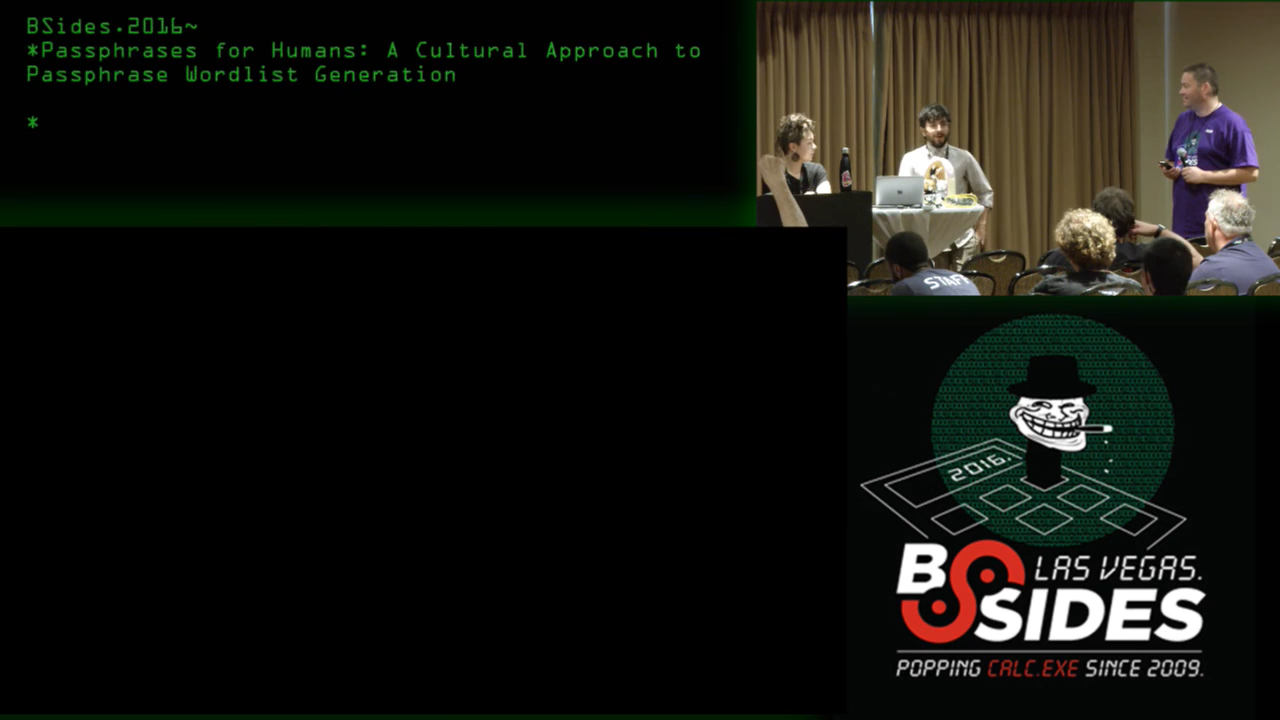 BSides.2016~
*Passphrases for Humans: A Cultural Approach to
Passphrase Wordlist Generation
*
STAFF
2016.
BSIDES
LAS VEGAS.
POPPING CALC.EXE SINCE 2009.